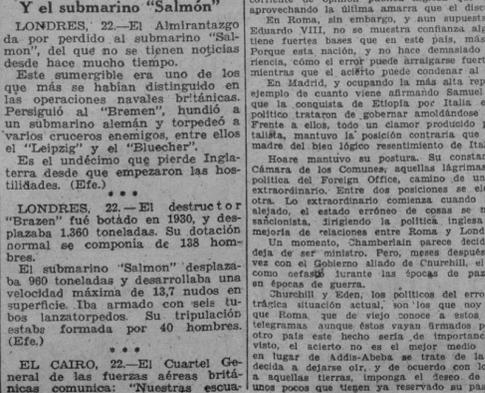 Y el submarino "Salmón"
LONDRES, 22.—El Almirantazgo
da por perdido al submarino "Sal-
mon", del que no se tienen noticias
desde hace mucho tiempo.
Este sumergible era uno de los
que más se habían distinguido en
las operaciones navales británicas.
Persiguió al "Bremen", hundió a
un submarino alemán y torpedeó a
varios cruceros enemigos, entre ellos
el "Leipzig" y el "Bluecher".
Es el undécimo que pierde Ingla-
terra desde que empezaron las hos-
tilidades. (Efe.)
* * *
LONDRES, 22. — El destructor
"Brazen" fué botado en 1930, y des-
plazaba 1.360 toneladas. Su dotación
normal se componía de 138 hom-
bres.
El submarino "Salmon" desplaza-
ba 960 toneladas y desarrollaba una
velocidad máxima de 13,7 nudos en
superficie. Iba armado con seis tu-
bos lanzatorpedos. Su tripulación
estabs formada por 40 hombres.
(Efe.)
* * *
EL CAIRO, 22.—El Cuartel Ge-
neral de las fuerzas aéreas britá-
nicas comunica: "Nuestras escua-
aprovechando la última amarra que el disc
En Roma, sin embargo, y aun supuesta
Eduardo VIII, no se muestra confianza al
tiene fuertes bases que en este país, más
Porque esta nación, y no hace demasiado
riencia, cómo el error puede arraigarse fuert
mientras que el acierto puede condenar al
En Madrid, y ocupando la más alta rep
ejemplo de cuanto viene afirmando Samuel
que la conquista de Etiopía por Italia e
político trataron de gobernar amoldándose
Frente a ellos, todo un clamor producido
talista, mantuvo la posición contraria que
madre del bien lógico resentimiento de Ital
Hoare mantuvo su postura. Su constan
Cámara de los Comunes; aquellas lágrimas
política del Foreign Office, camino de un
extraordinario. Entre dos posiciones se el
otra. Lo extraordinario comienza cuando
alejado, el estado erróneo de cosas se
sancionista, dirigiendo la política inglesa
mejoría de relaciones entre Roma y Lond
Un momento, Chamberlain parece decid
deja de ser ministro. Pero, meses después
ver con el Gobierno aliado de Churchill, el
como nefasto durante las épocas de paz
en épocas de guerra.
Churchill y Eden, los políticos del error
trágica situación actual, son los que hoy
que Roma, que de viejo conoce a estos
telegramas aunque éstos vayan firmados p
otro país este hecho sería de importanc
visto, el acierto no es el mejor medio
en lugar de Addis-Abeba se trate de la
decida a dejarse oír, y de acuerdo con lo
a aquellas tierras, imponga el deseo de
unos pocos que tienen ya reservado su pas